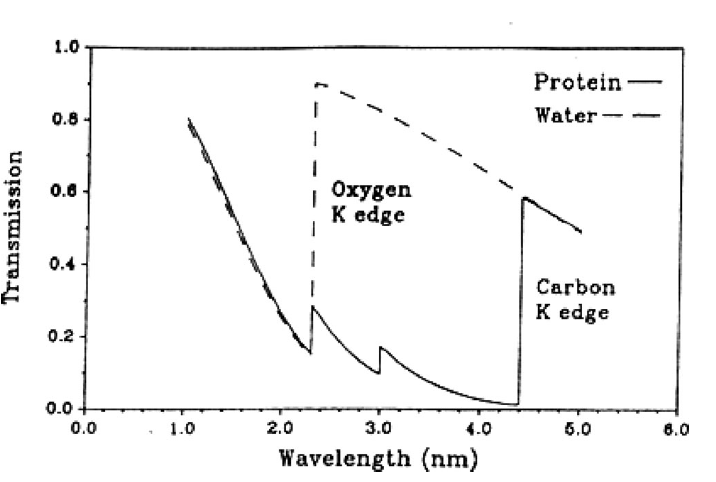 1.0
0.8
0.6
0.4
0.2
0.0
Transmission
Protein
Water
Oxygen
K edge
Carbon
K edge
0.0 1.0 2.0 3.0 4.0 5.0 6.0
Wavelength (nm)